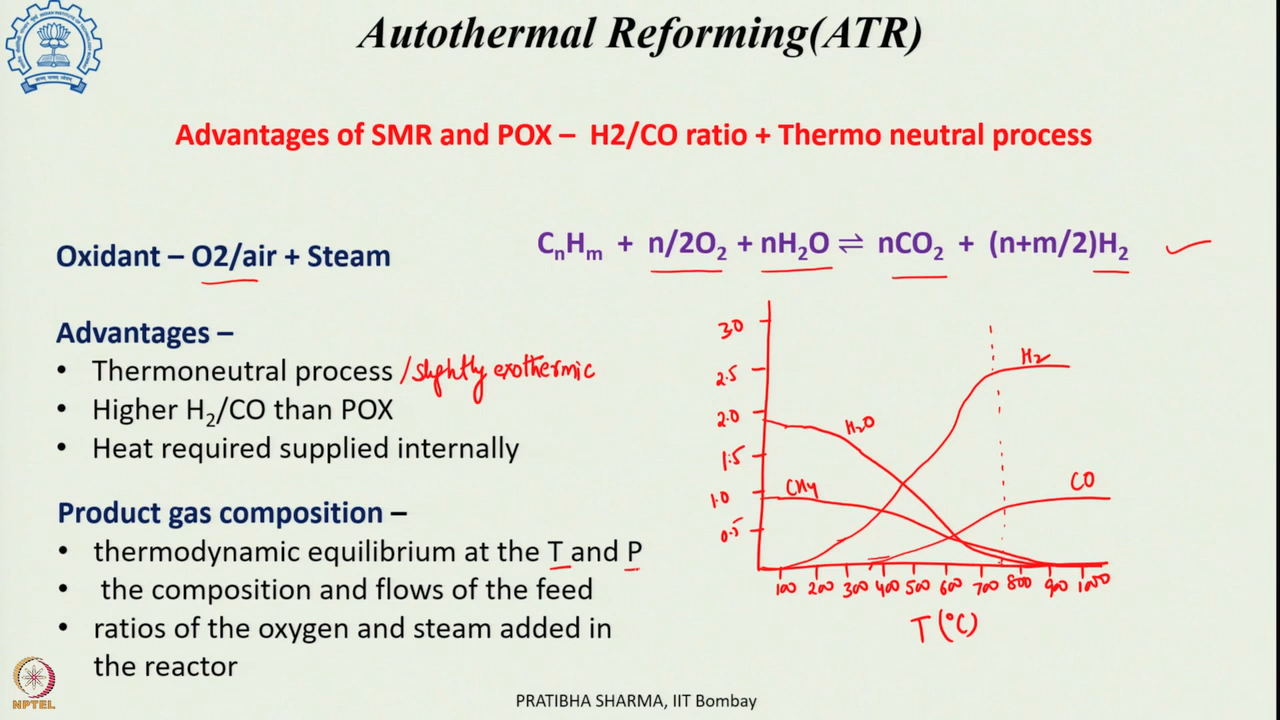 Autothermal Reforming(ATR)
Advantages of SMR and POX – H2/CO ratio + Thermo neutral process
Oxidant – O2/air + Steam
CₙHₘ + n/2O₂ + nH₂O ⇌ nCO₂ + (n+m/2)H₂
Advantages –
• Thermoneutral process /slightly exothermic
• Higher H₂/CO than POX
• Heat required supplied internally
Product gas composition –
• thermodynamic equilibrium at the T and P
• the composition and flows of the feed
• ratios of the oxygen and steam added in
the reactor
3.0
2.5
2.0
1.5
1.0
0.5
H₂
H₂O
CH₄
CO
100 200 300 400 500 600 700 800 900 1000
T (°C)
NPTEL
PRATIBHA SHARMA, IIT Bombay